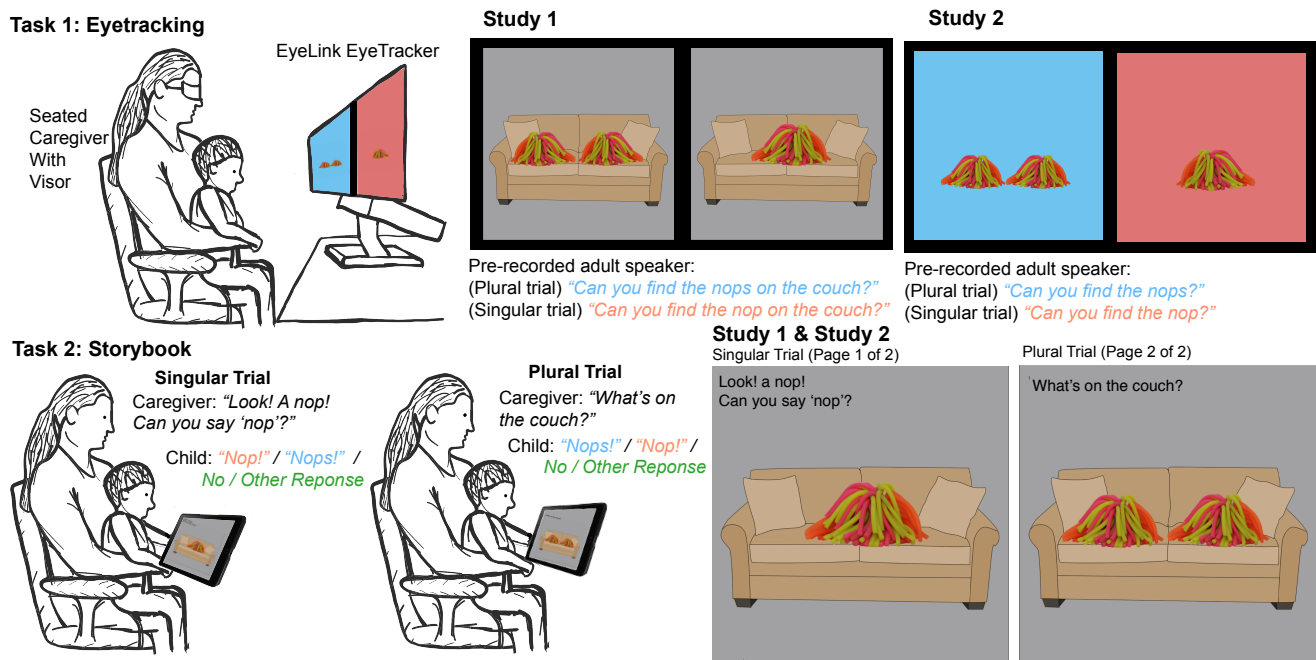 Task 1: Eyetracking
EyeLink EyeTracker
Seated
Caregiver
With
Visor
Study 1
Pre-recorded adult speaker:
(Plural trial) “Can you find the nops on the couch?”
(Singular trial) “Can you find the nop on the couch?”
Study 2
Pre-recorded adult speaker:
(Plural trial) “Can you find the nops?”
(Singular trial) “Can you find the nop?”
Task 2: Storybook
Singular Trial
Caregiver: “Look! A nop!
Can you say ‘nop’?”
Child: “Nop!” / “Nops!” /
No / Other Reponse
Plural Trial
Caregiver: “What’s on
the couch?”
Child: “Nops!” / “Nop!” /
No / Other Reponse
Study 1 & Study 2
Singular Trial (Page 1 of 2)
Look! a nop!
Can you say ‘nop’?
Plural Trial (Page 2 of 2)
What’s on the couch?